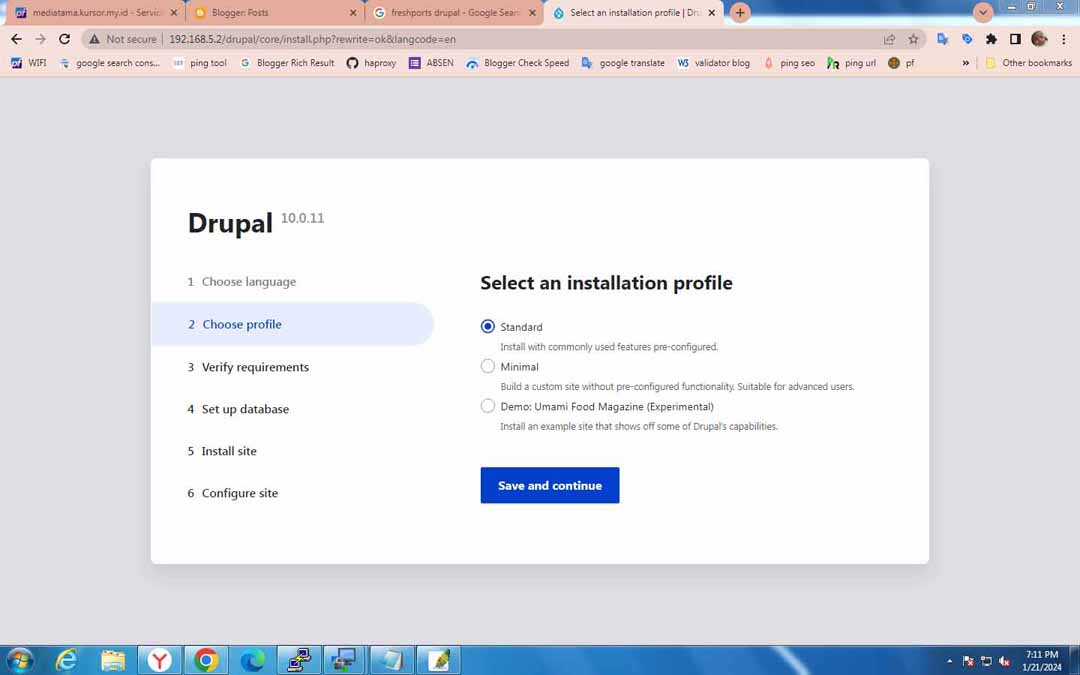 mediatama.kursor.my.id - Servic
Blogger: Posts
freshports drupal - Google Sear
Select an installation profile | Dru
Not secure
192.168.5.2/drupal/core/install.php?rewrite=ok&langcode=en
WIFI
google search cons...
ping tool
Blogger Rich Result
haproxy
ABSEN
Blogger Check Speed
google translate
validator blog
ping seo
ping url
pf
»
Other bookmarks
Drupal 10.0.11
1 Choose language
2 Choose profile
3 Verify requirements
4 Set up database
5 Install site
6 Configure site
Select an installation profile
Standard
Install with commonly used features pre-configured.
Minimal
Build a custom site without pre-configured functionality. Suitable for advanced users.
Demo: Umami Food Magazine (Experimental)
Install an example site that shows off some of Drupal's capabilities.
Save and continue
7:11 PM
1/21/2024